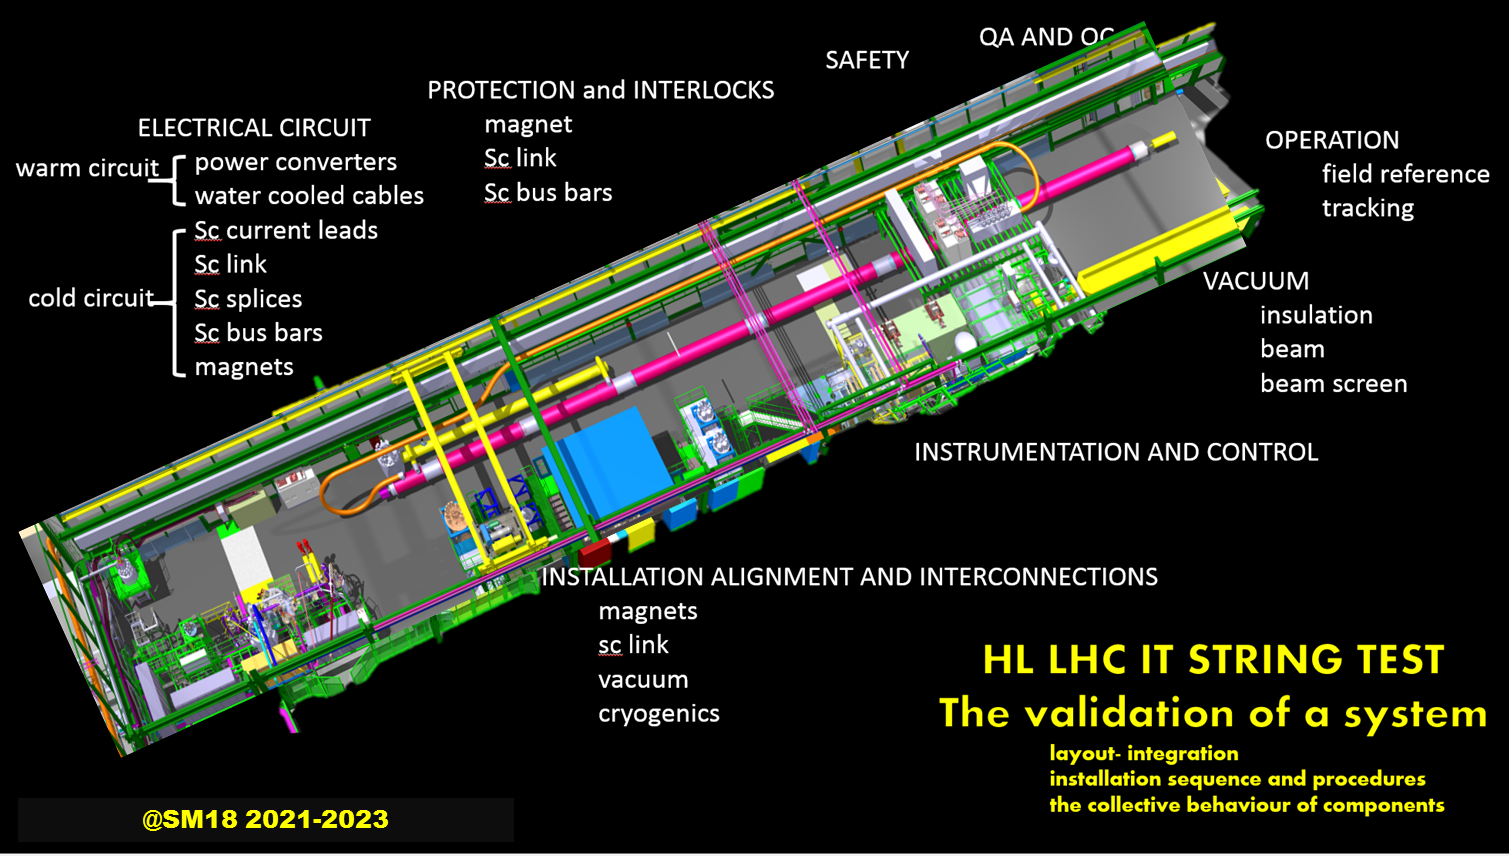 QA AND QC
SAFETY
PROTECTION and INTERLOCKS
magnet
Sc link
Sc bus bars
ELECTRICAL CIRCUIT
warm circuit
power converters
water cooled cables
cold circuit
Sc current leads
Sc link
Sc splices
Sc bus bars
magnets
OPERATION
field reference
tracking
VACUUM
insulation
beam
beam screen
INSTRUMENTATION AND CONTROL
INSTALLATION ALIGNMENT AND INTERCONNECTIONS
magnets
sc link
vacuum
cryogenics
HL LHC IT STRING TEST
The validation of a system
layout- integration
installation sequence and procedures
the collective behaviour of components
@SM18 2021-2023